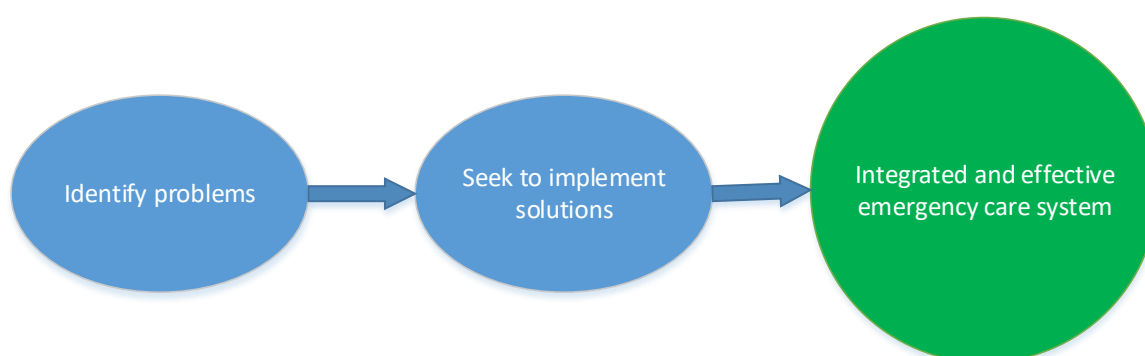 Identify problems
Seek to implement
solutions
Integrated and effective
emergency care system